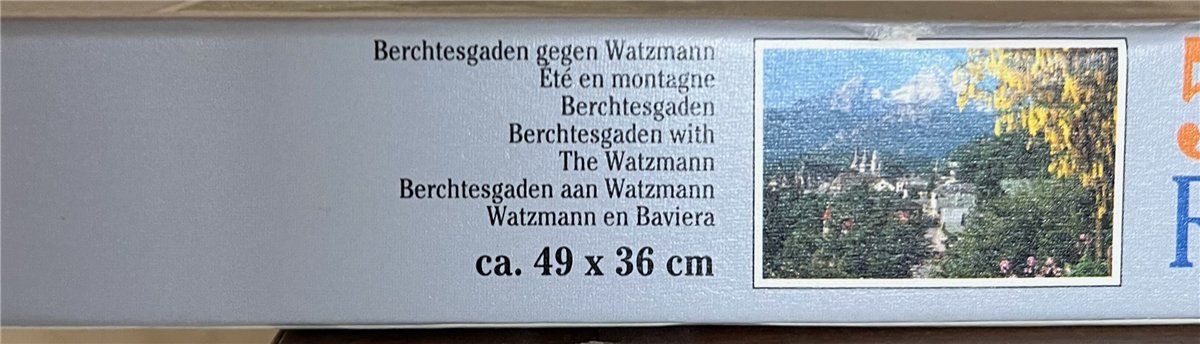 Berchtesgaden gegen Watzmann
Été en montagne
Berchtesgaden
Berchtesgaden with
The Watzmann
Berchtesgaden aan Watzmann
Watzmann en Baviera
ca. 49 x 36 cm